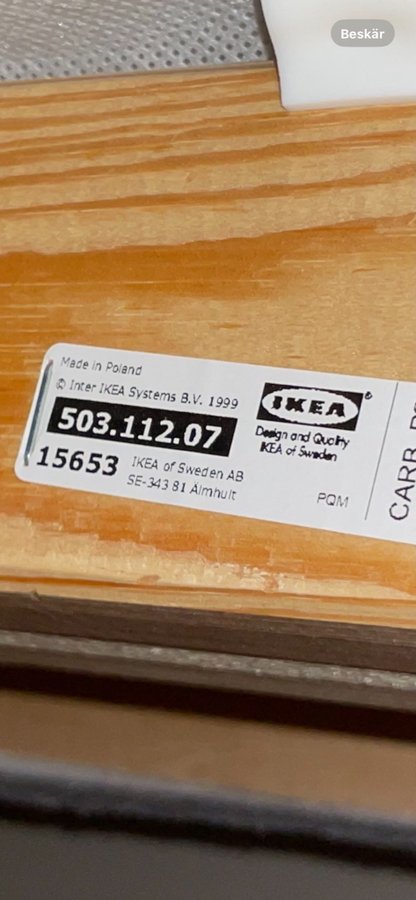 Beskär
Made in Poland
© Inter IKEA Systems B.V. 1999
503.112.07
15653
IKEA of Sweden AB
SE-343 81 Älmhult
IKEA®
Design and Quality
IKEA of Sweden
PQM
CARB